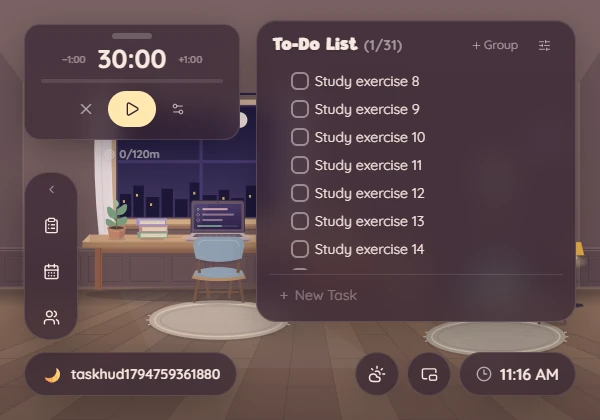 −1:00 30:00 +1:00
0/120m
To-Do List (1/31) + Group
Study exercise 8
Study exercise 9
Study exercise 10
Study exercise 11
Study exercise 12
Study exercise 13
Study exercise 14
+ New Task
taskhud1794759361880
11:16 AM